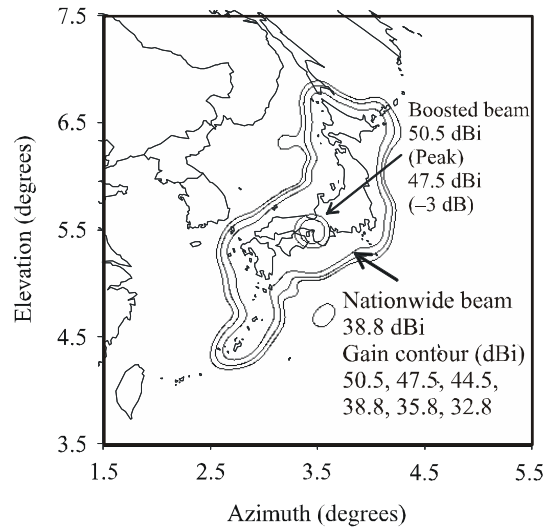 7.5
6.5
5.5
4.5
3.5
Elevation (degrees)
Boosted beam
50.5 dBi
(Peak)
47.5 dBi
(–3 dB)
Nationwide beam
38.8 dBi
Gain contour (dBi)
50.5, 47.5, 44.5,
38.8, 35.8, 32.8
1.5 2.5 3.5 4.5 5.5
Azimuth (degrees)